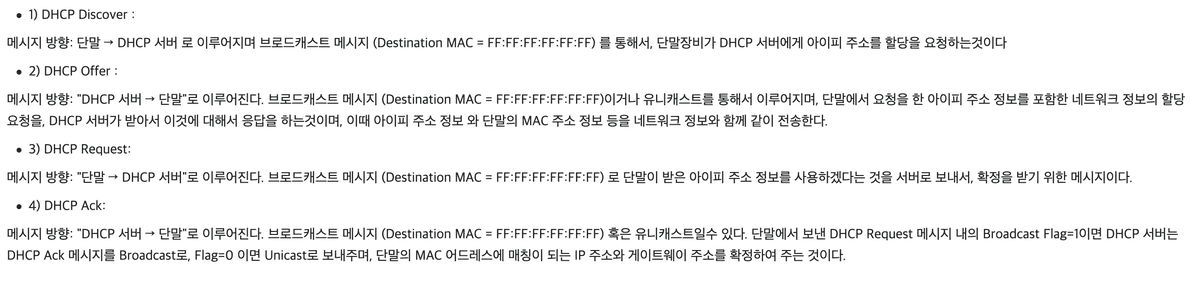 • 1) DHCP Discover :
메시지 방향: 단말 → DHCP 서버 로 이루어지며 브로드캐스트 메시지 (Destination MAC = FF:FF:FF:FF:FF:FF) 를 통해서, 단말장비가 DHCP 서버에게 아이피 주소를 할당을 요청하는것이다
• 2) DHCP Offer :
메시지 방향: "DHCP 서버 → 단말"로 이루어진다. 브로드캐스트 메시지 (Destination MAC = FF:FF:FF:FF:FF:FF)이거나 유니캐스트를 통해서 이루어지며, 단말에서 요청을 한 아이피 주소 정보를 포함한 네트워크 정보의 할당
요청을, DHCP 서버가 받아서 이것에 대해서 응답을 하는것이며, 이때 아이피 주소 정보 와 단말의 MAC 주소 정보 등을 네트워크 정보와 함께 같이 전송한다.
• 3) DHCP Request:
메시지 방향: "단말 → DHCP 서버"로 이루어진다. 브로드캐스트 메시지 (Destination MAC = FF:FF:FF:FF:FF:FF) 로 단말이 받은 아이피 주소 정보를 사용하겠다는 것을 서버로 보내서, 확정을 받기 위한 메시지이다.
• 4) DHCP Ack:
메시지 방향: "DHCP 서버 → 단말"로 이루어진다. 브로드캐스트 메시지 (Destination MAC = FF:FF:FF:FF:FF:FF) 혹은 유니캐스트일수 있다. 단말에서 보낸 DHCP Request 메시지 내의 Broadcast Flag=1이면 DHCP 서버는
DHCP Ack 메시지를 Broadcast로, Flag=0 이면 Unicast로 보내주며, 단말의 MAC 어드레스에 매칭이 되는 IP 주소와 게이트웨이 주소를 확정하여 주는 것이다.